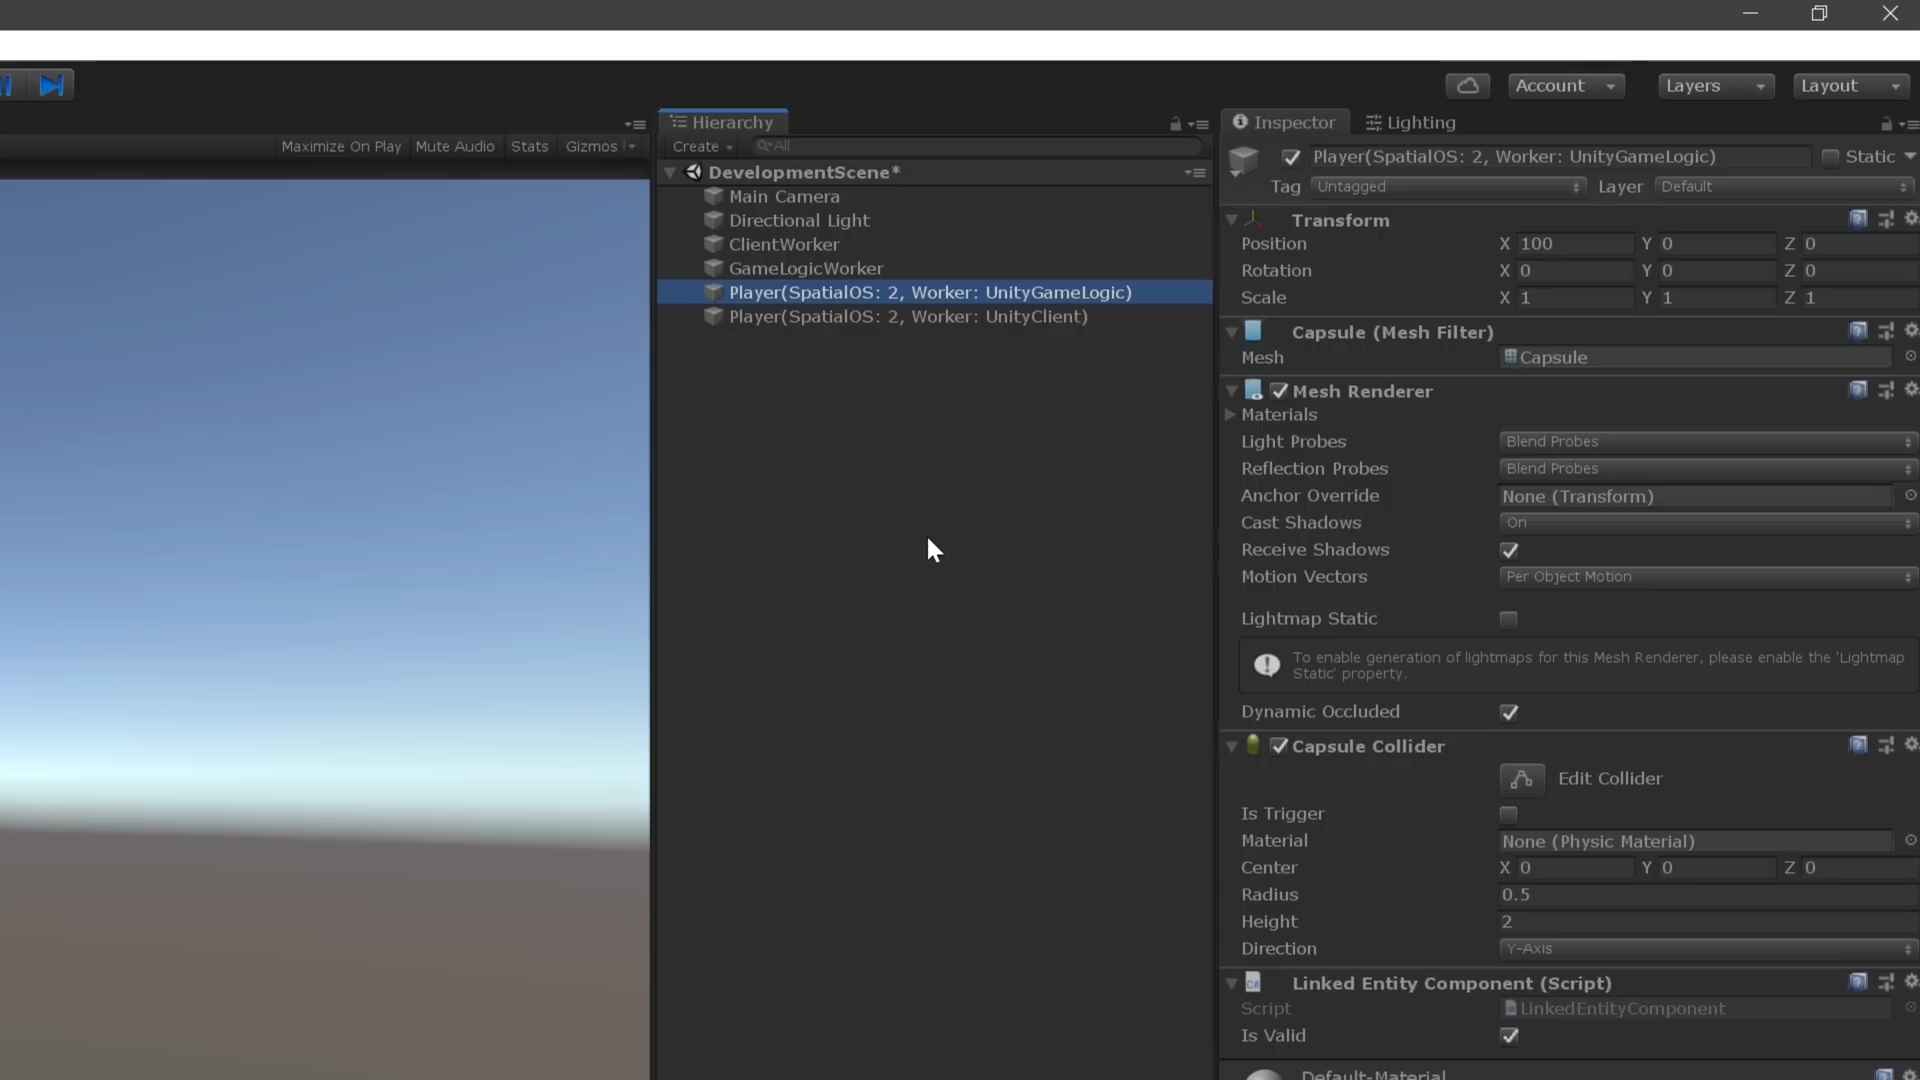 Account
Layers
Layout
Hierarchy
Inspector
Lighting
Maximize On Play
Mute Audio
Stats
Gizmos
Create
All
DevelopmentScene*
Main Camera
Directional Light
ClientWorker
GameLogicWorker
Player(SpatialOS: 2, Worker: UnityGameLogic)
Player(SpatialOS: 2, Worker: UnityClient)
Player(SpatialOS: 2, Worker: UnityGameLogic)
Static
Tag Untagged Layer Default
Transform
Position X 100 Y 0 Z 0
Rotation X 0 Y 0 Z 0
Scale X 1 Y 1 Z 1
Capsule (Mesh Filter)
Mesh Capsule
Mesh Renderer
Materials
Light Probes Blend Probes
Reflection Probes Blend Probes
Anchor Override None (Transform)
Cast Shadows On
Receive Shadows
Motion Vectors Per Object Motion
Lightmap Static
To enable generation of lightmaps for this Mesh Renderer, please enable the 'Lightmap
Static' property.
Dynamic Occluded
Capsule Collider
Edit Collider
Is Trigger
Material None (Physic Material)
Center X 0 Y 0 Z 0
Radius 0.5
Height 2
Direction Y-Axis
Linked Entity Component (Script)
Script LinkedEntityComponent
Is Valid
Default-Material